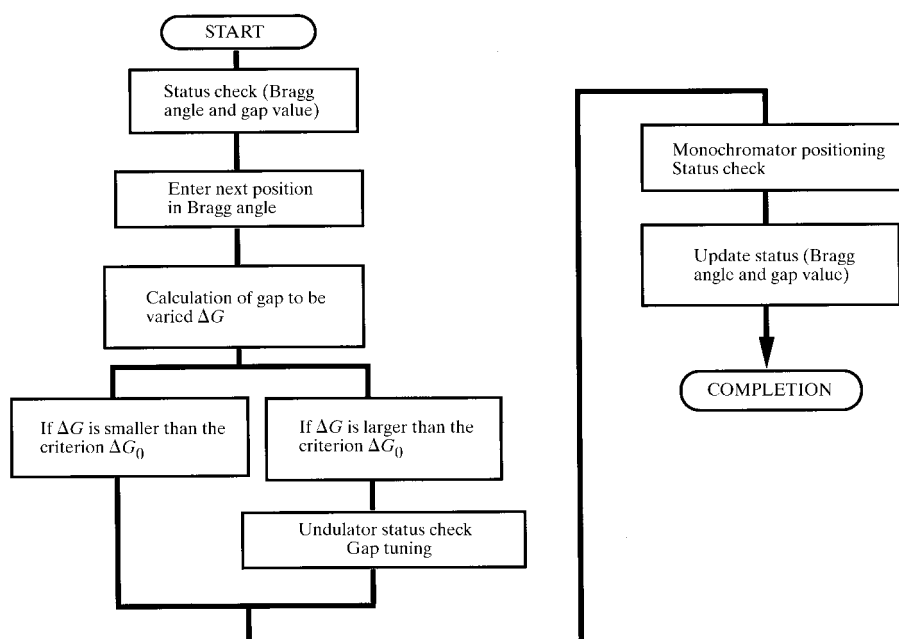 START
Status check (Bragg
angle and gap value)
Enter next position
in Bragg angle
Calculation of gap to be
varied ΔG
If ΔG is smaller than the
criterion ΔG₀
If ΔG is larger than the
criterion ΔG₀
Undulator status check
Gap tuning
Monochromator positioning
Status check
Update status (Bragg
angle and gap value)
COMPLETION